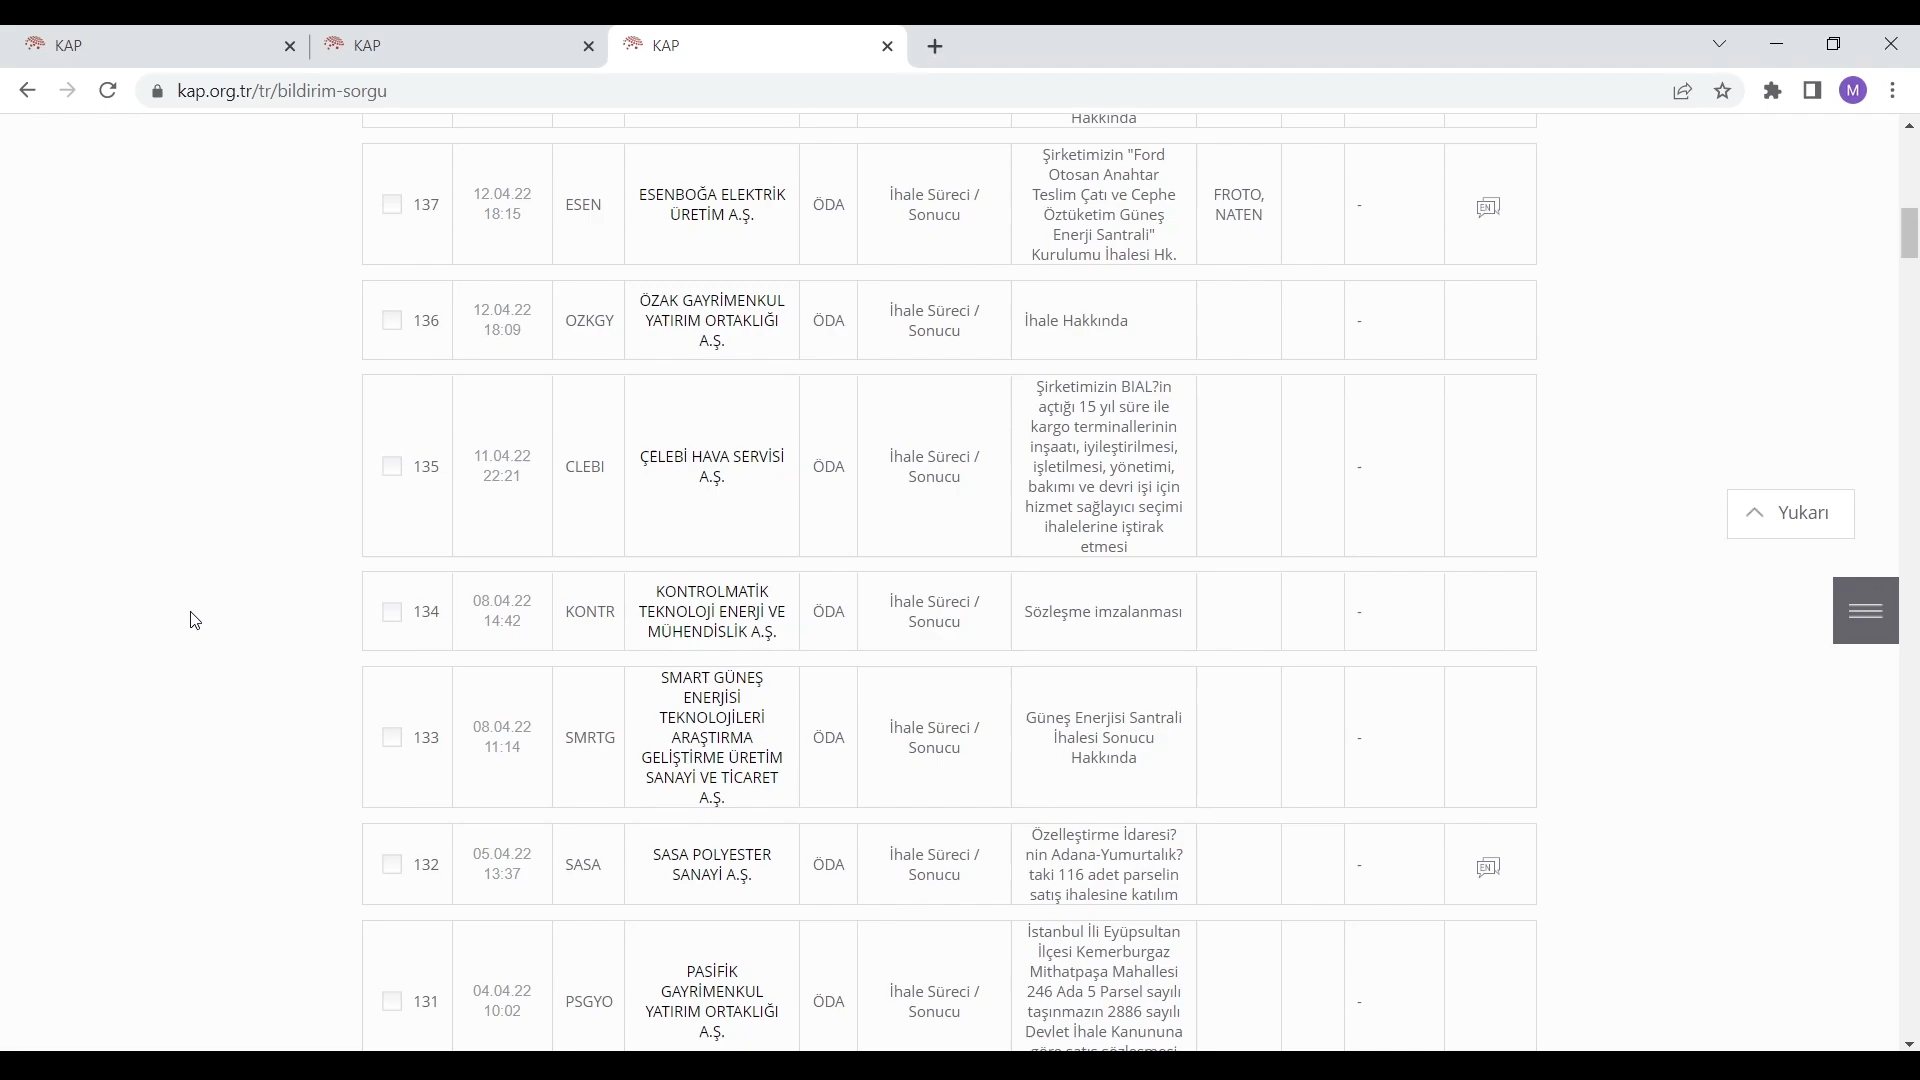 KAP
KAP
KAP
kap.org.tr/tr/bildirim-sorgu
M
Hakkında
137
12.04.22
18:15
ESEN
ESENBOĞA ELEKTRİK
ÜRETİM A.Ş.
ÖDA
İhale Süreci /
Sonucu
Şirketimizin "Ford
Otosan Anahtar
Teslim Çatı ve Cephe
Öztüketim Güneş
Enerji Santrali"
Kurulumu İhalesi Hk.
FROTO,
NATEN
-
EN
136
12.04.22
18:09
OZKGY
ÖZAK GAYRİMENKUL
YATIRIM ORTAKLIĞI
A.Ş.
ÖDA
İhale Süreci /
Sonucu
İhale Hakkında
-
135
11.04.22
22:21
CLEBI
ÇELEBİ HAVA SERVİSİ
A.Ş.
ÖDA
İhale Süreci /
Sonucu
Şirketimizin BIAL?in
açtığı 15 yıl süre ile
kargo terminallerinin
inşaatı, iyileştirilmesi,
işletilmesi, yönetimi,
bakımı ve devri işi için
hizmet sağlayıcı seçimi
ihalelerine iştirak
etmesi
-
Yukarı
134
08.04.22
14:42
KONTR
KONTROLMATİK
TEKNOLOJİ ENERJİ VE
MÜHENDİSLİK A.Ş.
ÖDA
İhale Süreci /
Sonucu
Sözleşme imzalanması
-
133
08.04.22
11:14
SMRTG
SMART GÜNEŞ
ENERJİSİ
TEKNOLOJİLERİ
ARAŞTIRMA
GELİŞTİRME ÜRETİM
SANAYİ VE TİCARET
A.Ş.
ÖDA
İhale Süreci /
Sonucu
Güneş Enerjisi Santrali
İhalesi Sonucu
Hakkında
-
132
05.04.22
13:37
SASA
SASA POLYESTER
SANAYİ A.Ş.
ÖDA
İhale Süreci /
Sonucu
Özelleştirme İdaresi?
nin Adana-Yumurtalık?
taki 116 adet parselin
satış ihalesine katılım
-
EN
131
04.04.22
10:02
PSGYO
PASİFİK
GAYRİMENKUL
YATIRIM ORTAKLIĞI
A.Ş.
ÖDA
İhale Süreci /
Sonucu
İstanbul İli Eyüpsultan
İlçesi Kemerburgaz
Mithatpaşa Mahallesi
246 Ada 5 Parsel sayılı
taşınmazın 2886 sayılı
Devlet İhale Kanununa
göre satış sözleşmesi
-